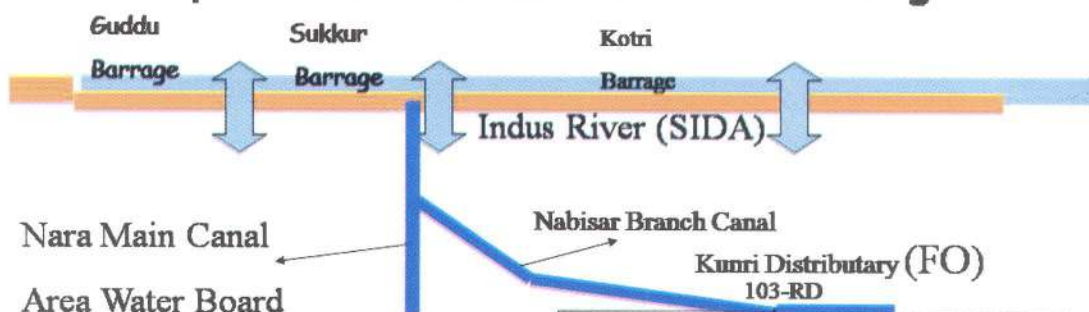 Guddu
Barrage
Sukkur
Barrage
Kotri
Barrage
Indus River (SIDA)
Nara Main Canal
Area Water Board
Nabisar Branch Canal
Kunri Distributary (FO)
103-RD